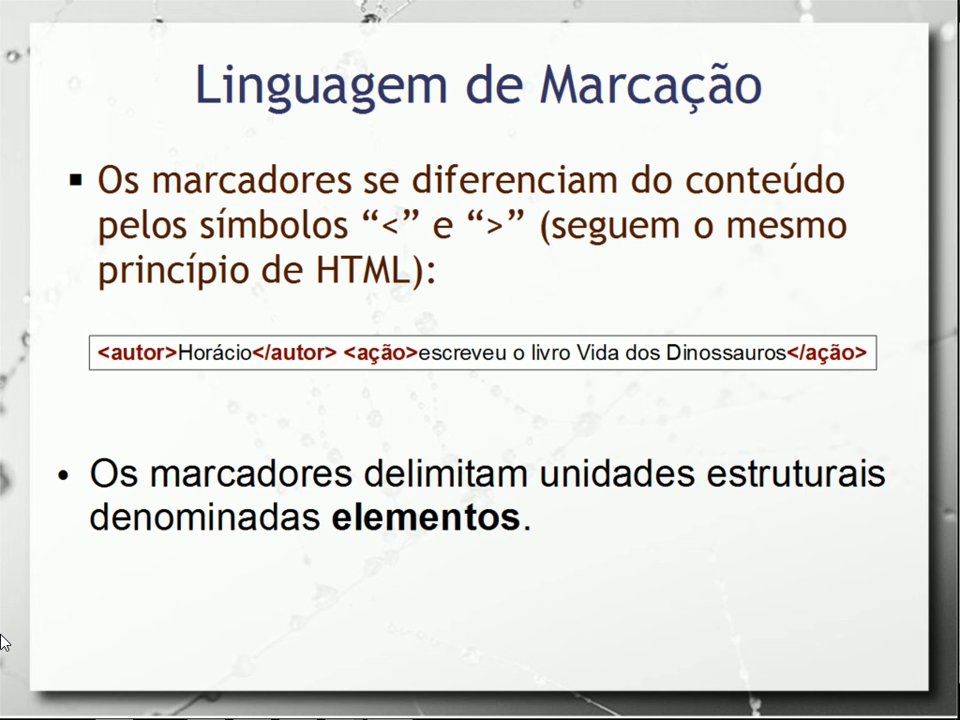 Linguagem de Marcação
▪ Os marcadores se diferenciam do conteúdo
pelos símbolos “<” e “>” (seguem o mesmo
princípio de HTML):
<autor>Horácio</autor> <ação>escreveu o livro Vida dos Dinossauros</ação>
• Os marcadores delimitam unidades estruturais
denominadas elementos.